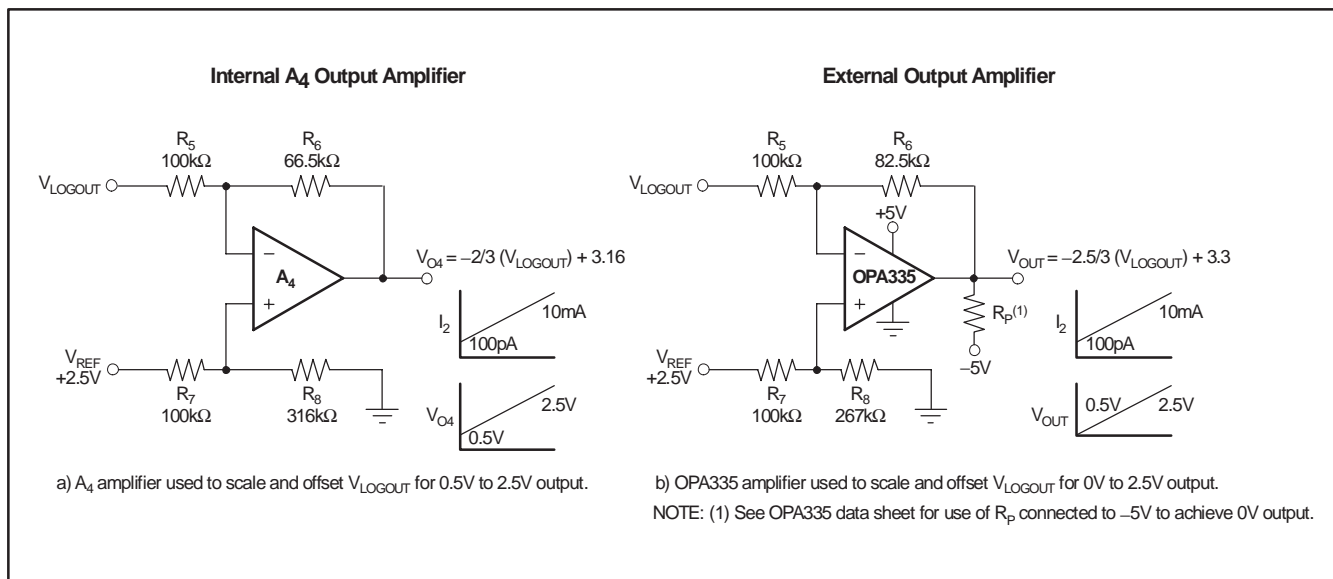 Internal A4 Output Amplifier
R5
100kΩ
R6
66.5kΩ
VLOGOUT
−
A4
+
VO4 = −2/3 (VLOGOUT) + 3.16
VREF
+2.5V
R7
100kΩ
R8
316kΩ
I2
10mA
100pA
VO4
2.5V
0.5V
a) A4 amplifier used to scale and offset VLOGOUT for 0.5V to 2.5V output.
External Output Amplifier
R5
100kΩ
R6
82.5kΩ
VLOGOUT
+5V
−
OPA335
+
VOUT = −2.5/3 (VLOGOUT) + 3.3
RP(1)
−5V
VREF
+2.5V
R7
100kΩ
R8
267kΩ
I2
10mA
100pA
VOUT
0.5V
2.5V
b) OPA335 amplifier used to scale and offset VLOGOUT for 0V to 2.5V output.
NOTE: (1) See OPA335 data sheet for use of RP connected to −5V to achieve 0V output.